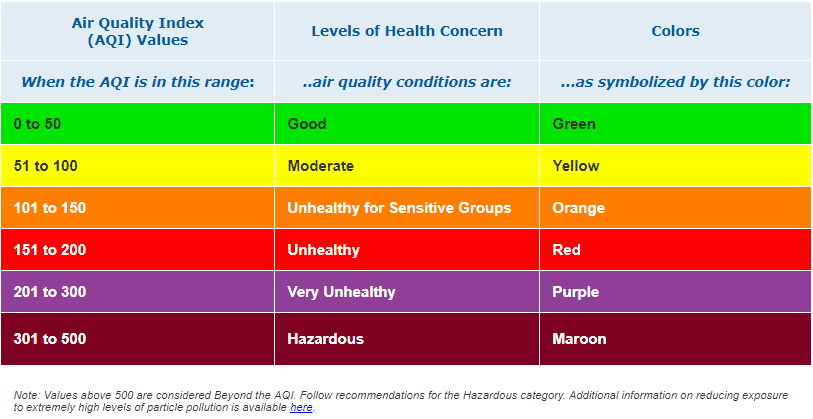 Air Quality Index
(AQI) Values
Levels of Health Concern
Colors
When the AQI is in this range:
..air quality conditions are:
...as symbolized by this color:
0 to 50
Good
Green
51 to 100
Moderate
Yellow
101 to 150
Unhealthy for Sensitive Groups
Orange
151 to 200
Unhealthy
Red
201 to 300
Very Unhealthy
Purple
301 to 500
Hazardous
Maroon
Note: Values above 500 are considered Beyond the AQI. Follow recommendations for the Hazardous category. Additional information on reducing exposure
to extremely high levels of particle pollution is available here.